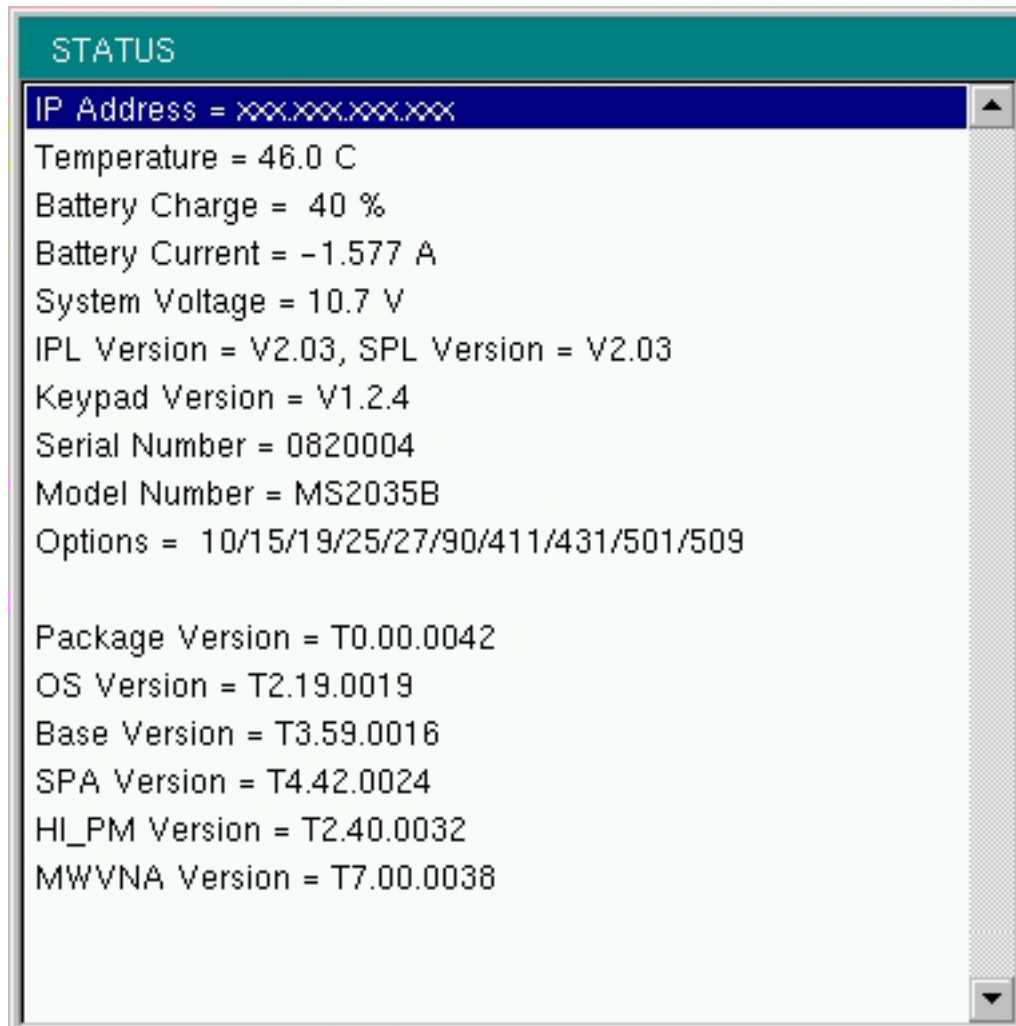 STATUS
IP Address = xxx.xxx.xxx.xxx
Temperature = 46.0 C
Battery Charge =  40 %
Battery Current = −1.577 A
System Voltage = 10.7 V
IPL Version = V2.03, SPL Version = V2.03
Keypad Version = V1.2.4
Serial Number = 0820004
Model Number = MS2035B
Options =  10/15/19/25/27/90/411/431/501/509
Package Version = T0.00.0042
OS Version = T2.19.0019
Base Version = T3.59.0016
SPA Version = T4.42.0024
HI_PM Version = T2.40.0032
MWVNA Version = T7.00.0038